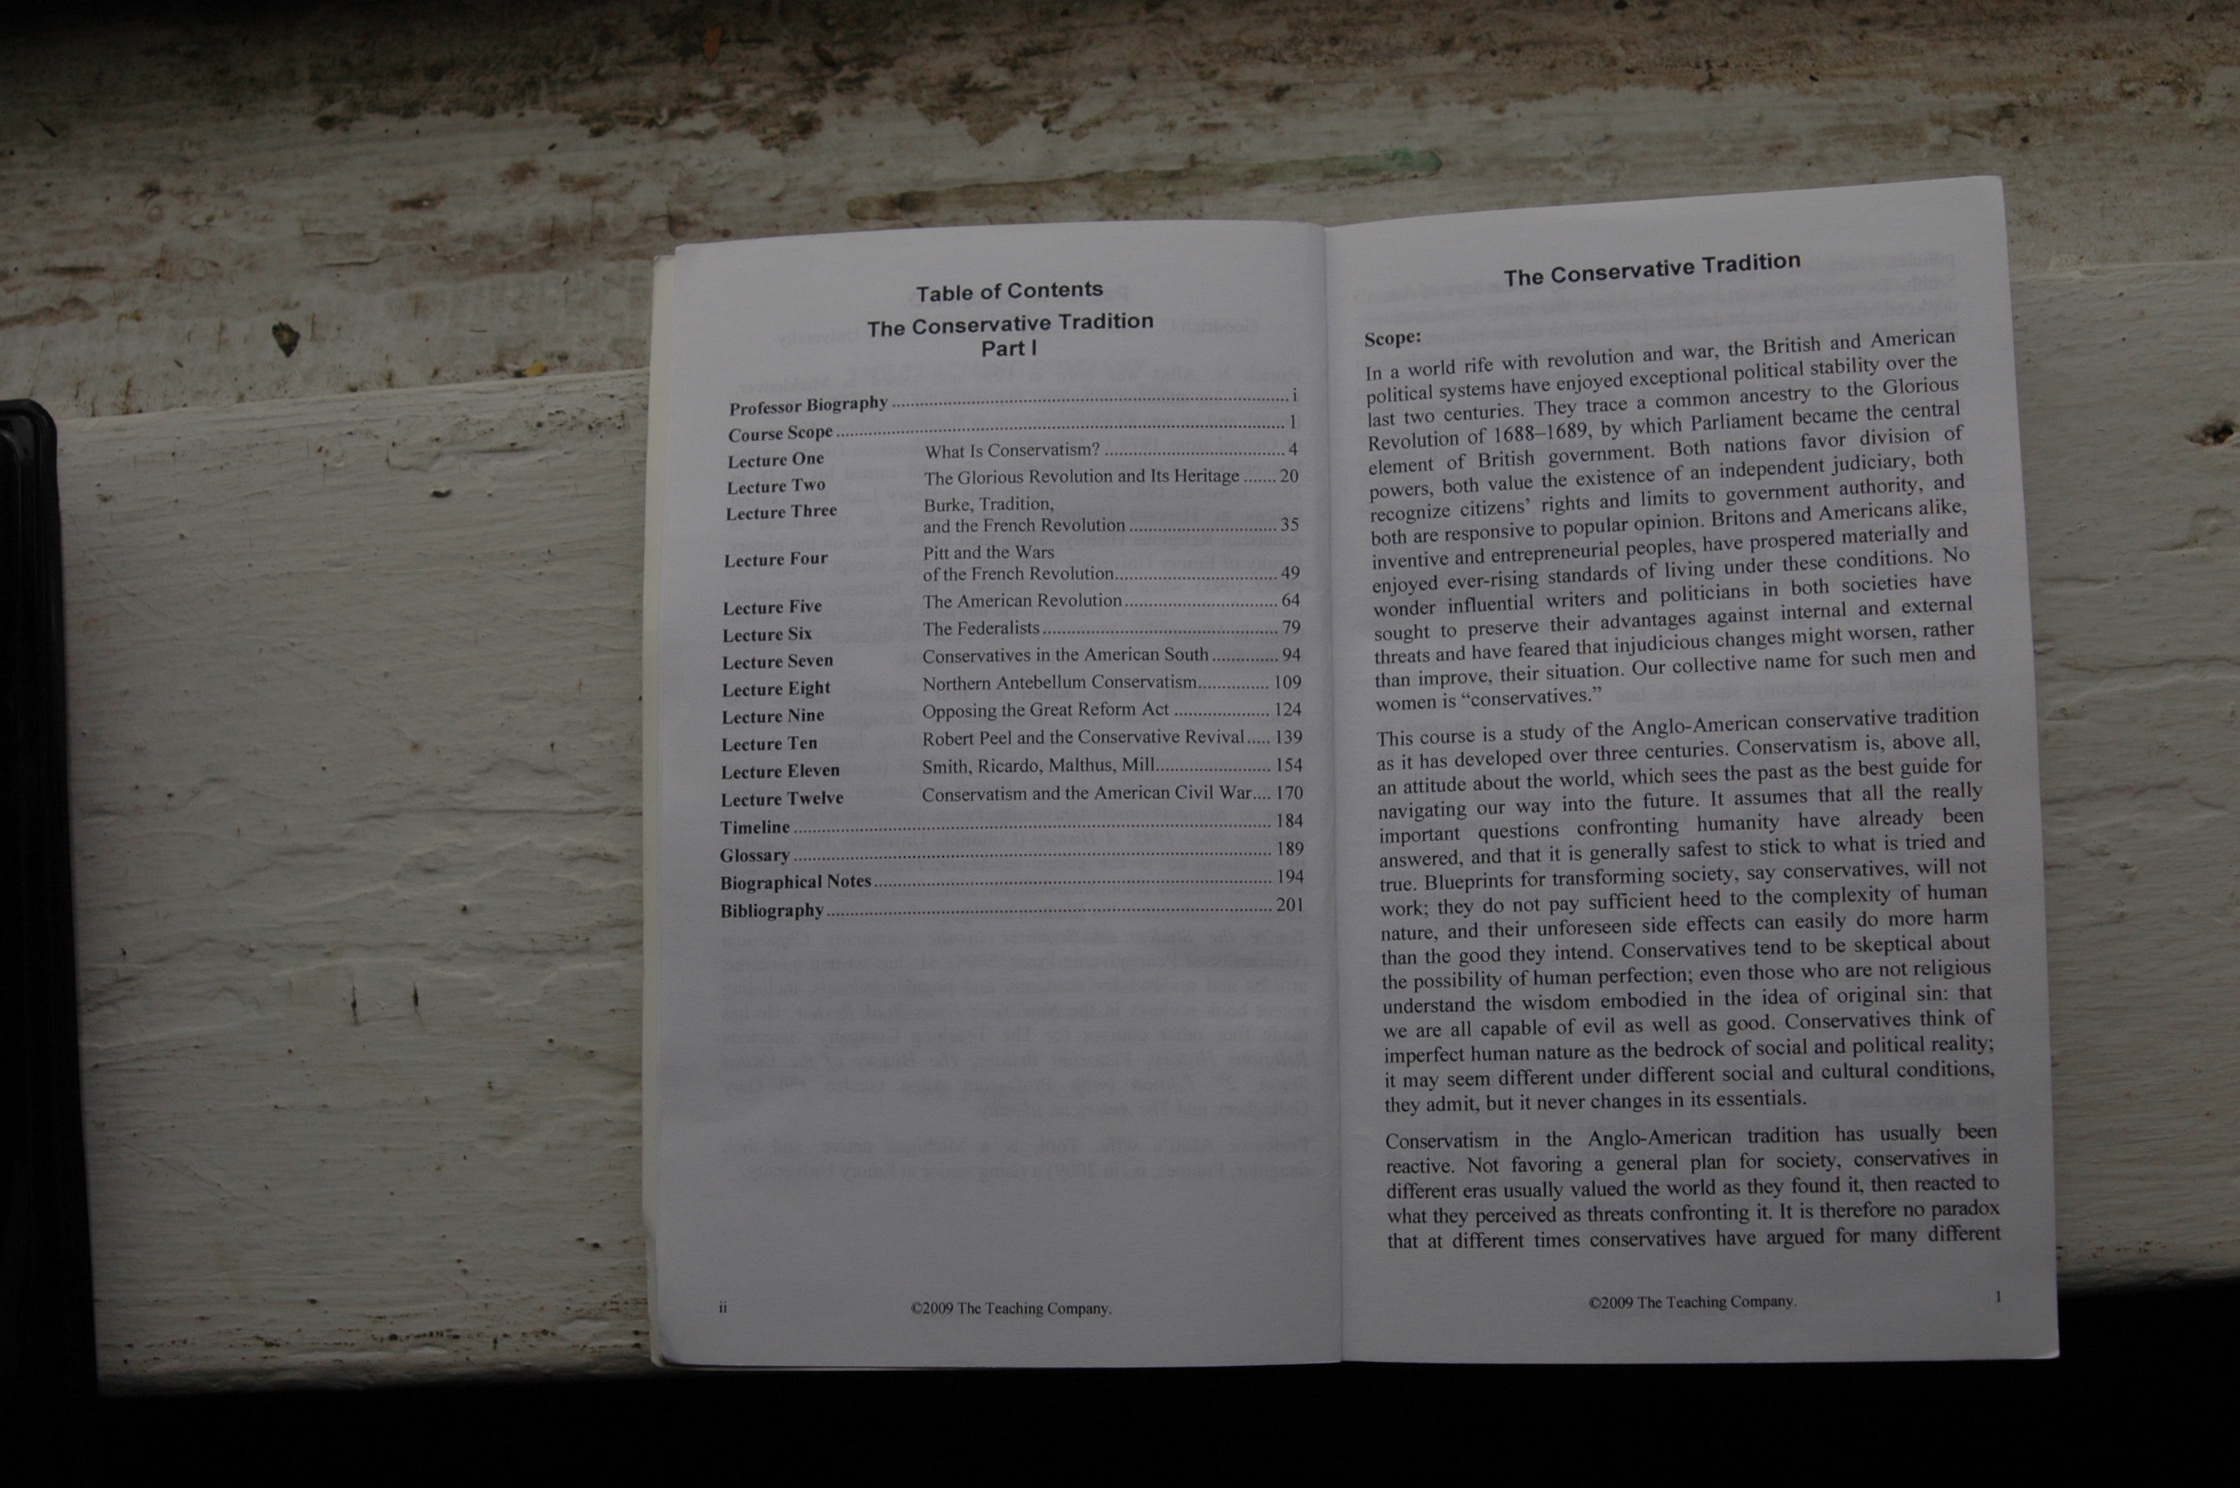 Table of Contents
The Conservative Tradition
Part I
Professor Biography ........ i
Course Scope ........ 1
Lecture One What Is Conservatism? ........ 4
Lecture Two The Glorious Revolution and Its Heritage ....... 20
Lecture Three Burke, Tradition,
and the French Revolution ........ 35
Lecture Four Pitt and the Wars
of the French Revolution ........ 49
Lecture Five The American Revolution ........ 64
Lecture Six The Federalists ........ 79
Lecture Seven Conservatives in the American South ........ 94
Lecture Eight Northern Antebellum Conservatism ........ 109
Lecture Nine Opposing the Great Reform Act ........ 124
Lecture Ten Robert Peel and the Conservative Revival ..... 139
Lecture Eleven Smith, Ricardo, Malthus, Mill ........ 154
Lecture Twelve Conservatism and the American Civil War .... 170
Timeline ........ 184
Glossary ........ 189
Biographical Notes ........ 194
Bibliography ........ 201
ii ©2009 The Teaching Company.
The Conservative Tradition
Scope:
In a world rife with revolution and war, the British and American
political systems have enjoyed exceptional political stability over the
last two centuries. They trace a common ancestry to the Glorious
Revolution of 1688–1689, by which Parliament became the central
element of British government. Both nations favor division of
powers, both value the existence of an independent judiciary, both
recognize citizens’ rights and limits to government authority, and
both are responsive to popular opinion. Britons and Americans alike,
inventive and entrepreneurial peoples, have prospered materially and
enjoyed ever-rising standards of living under these conditions. No
wonder influential writers and politicians in both societies have
sought to preserve their advantages against internal and external
threats and have feared that injudicious changes might worsen, rather
than improve, their situation. Our collective name for such men and
women is “conservatives.”
This course is a study of the Anglo-American conservative tradition
as it has developed over three centuries. Conservatism is, above all,
an attitude about the world, which sees the past as the best guide for
navigating our way into the future. It assumes that all the really
important questions confronting humanity have already been
answered, and that it is generally safest to stick to what is tried and
true. Blueprints for transforming society, say conservatives, will not
work; they do not pay sufficient heed to the complexity of human
nature, and their unforeseen side effects can easily do more harm
than the good they intend. Conservatives tend to be skeptical about
the possibility of human perfection; even those who are not religious
understand the wisdom embodied in the idea of original sin: that
we are all capable of evil as well as good. Conservatives think of
imperfect human nature as the bedrock of social and political reality;
it may seem different under different social and cultural conditions,
they admit, but it never changes in its essentials.
Conservatism in the Anglo-American tradition has usually been
reactive. Not favoring a general plan for society, conservatives in
different eras usually valued the world as they found it, then reacted to
what they perceived as threats confronting it. It is therefore no paradox
that at different times conservatives have argued for many different
©2009 The Teaching Company. 1